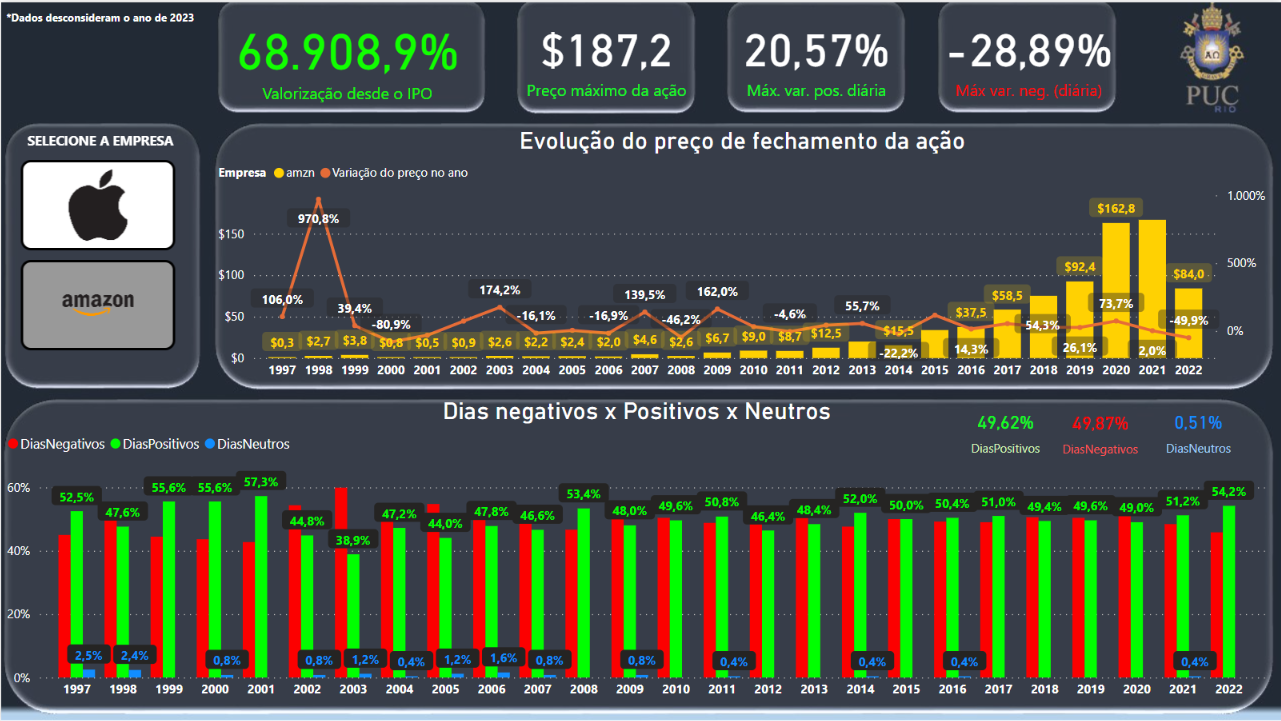 *Dados desconsideram o ano de 2023
68.908,9%
Valorização desde o IPO
$187,2
Preço máximo da ação
20,57%
Máx. var. pos. diária
-28,89%
Máx var. neg. (diária)
ΑΩ
PUC
RIO
SELECIONE A EMPRESA
amazon
Evolução do preço de fechamento da ação
Empresa amzn Variação do preço no ano
1.000%
970,8%
$150
$162,8
500%
$100
$92,4
$84,0
106,0%
39,4%
174,2%
139,5%
162,0%
55,7%
$58,5
73,7%
$50
-80,9%
-16,1%
-16,9%
-46,2%
-4,6%
$37,5
54,3%
-49,9%
0%
$0,3 $2,7 $3,8 $0,8 $0,5 $0,9 $2,6 $2,2 $2,4 $2,0 $4,6 $2,6 $6,7 $9,0 $8,7 $12,5 $15,5
$0
-22,2% 14,3% 26,1% 2,0%
1997 1998 1999 2000 2001 2002 2003 2004 2005 2006 2007 2008 2009 2010 2011 2012 2013 2014 2015 2016 2017 2018 2019 2020 2021 2022
Dias negativos x Positivos x Neutros
DiasNegativos DiasPositivos DiasNeutros
49,62%
DiasPositivos
49,87%
DiasNegativos
0,51%
DiasNeutros
60%
52,5% 47,6% 55,6% 55,6% 57,3% 44,8% 38,9% 47,2% 44,0% 47,8% 46,6% 53,4% 48,0% 49,6% 50,8% 46,4% 48,4% 52,0% 50,0% 50,4% 51,0% 49,4% 49,6% 49,0% 51,2% 54,2%
40%
20%
2,5% 2,4% 0,8% 0,8% 1,2% 0,4% 1,2% 1,6% 0,8% 0,8% 0,4% 0,4% 0,4% 0,4%
0%
1997 1998 1999 2000 2001 2002 2003 2004 2005 2006 2007 2008 2009 2010 2011 2012 2013 2014 2015 2016 2017 2018 2019 2020 2021 2022